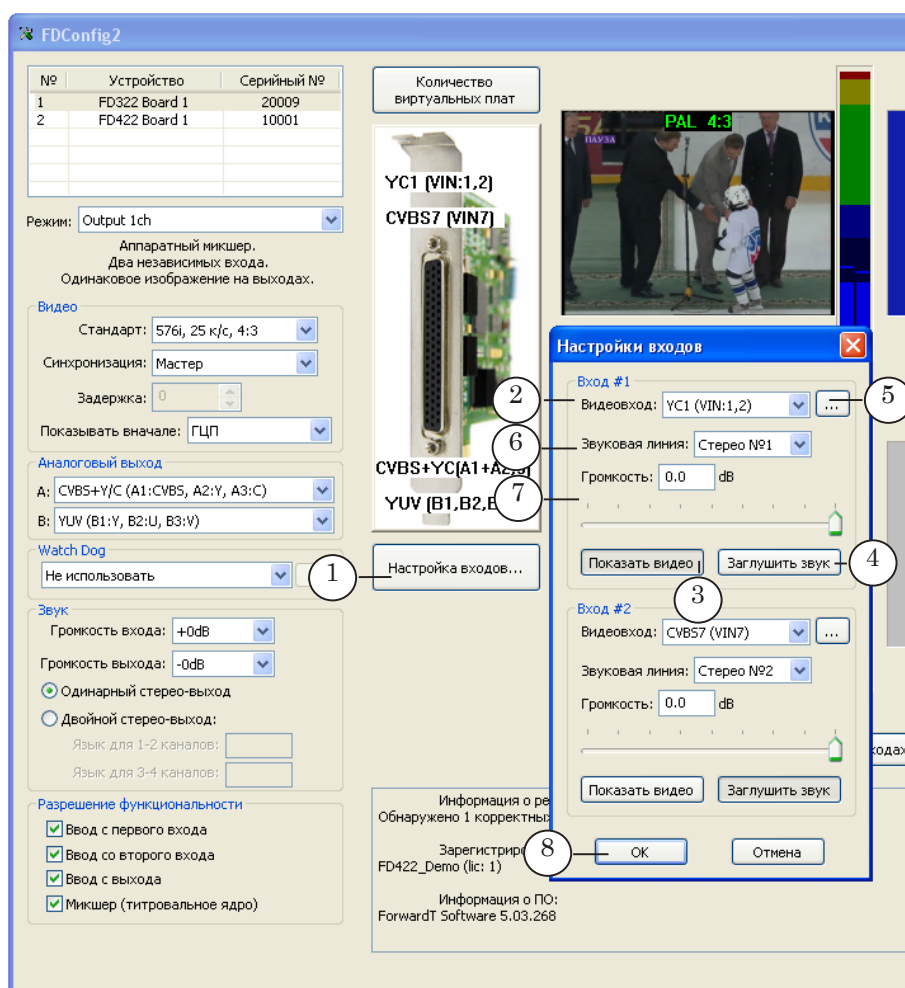 FDConfig2
№ Устройство Серийный №
1 FD322 Board 1 20009
2 FD422 Board 1 10001
Режим: Output 1ch
Аппаратный микшер.
Два независимых входа.
Одинаковое изображение на выходах.
Видео
Стандарт: 576i, 25 к/с, 4:3
Синхронизация: Мастер
Задержка: 0
Показывать вначале: ГЦП
Аналоговый выход
A: CVBS+Y/C (A1:CVBS, A2:Y, A3:C)
B: YUV (B1:Y, B2:U, B3:V)
Watch Dog
Не использовать
Звук
Громкость входа: +0dB
Громкость выхода: -0dB
Одинарный стерео-выход
Двойной стерео-выход:
Язык для 1-2 каналов:
Язык для 3-4 каналов:
Разрешение функциональности
Ввод с первого входа
Ввод со второго входа
Ввод с выхода
Микшер (титровальное ядро)
Количество
виртуальных плат
YC1 (VIN:1,2)
CVBS7 (VIN7)
CVBS+YC(A1+A2,3)
YUV (B1,B2,B
1
Настройка входов...
PAL 4:3
ПАУЗА
Настройки входов
Вход #1
2
Видеовход: YC1 (VIN:1,2) ...
5
6
Звуковая линия: Стерео №1
7
Громкость: 0.0 dB
Показать видео Заглушить звук
4
3
Вход #2
Видеовход: CVBS7 (VIN7) ...
Звуковая линия: Стерео №2
Громкость: 0.0 dB
Показать видео Заглушить звук
8
OK Отмена
одах
Информация о ре
Обнаружено 1 корректны
Зарегистриро
FD422_Demo (lic: 1)
Информация о ПО:
ForwardT Software 5.03.268